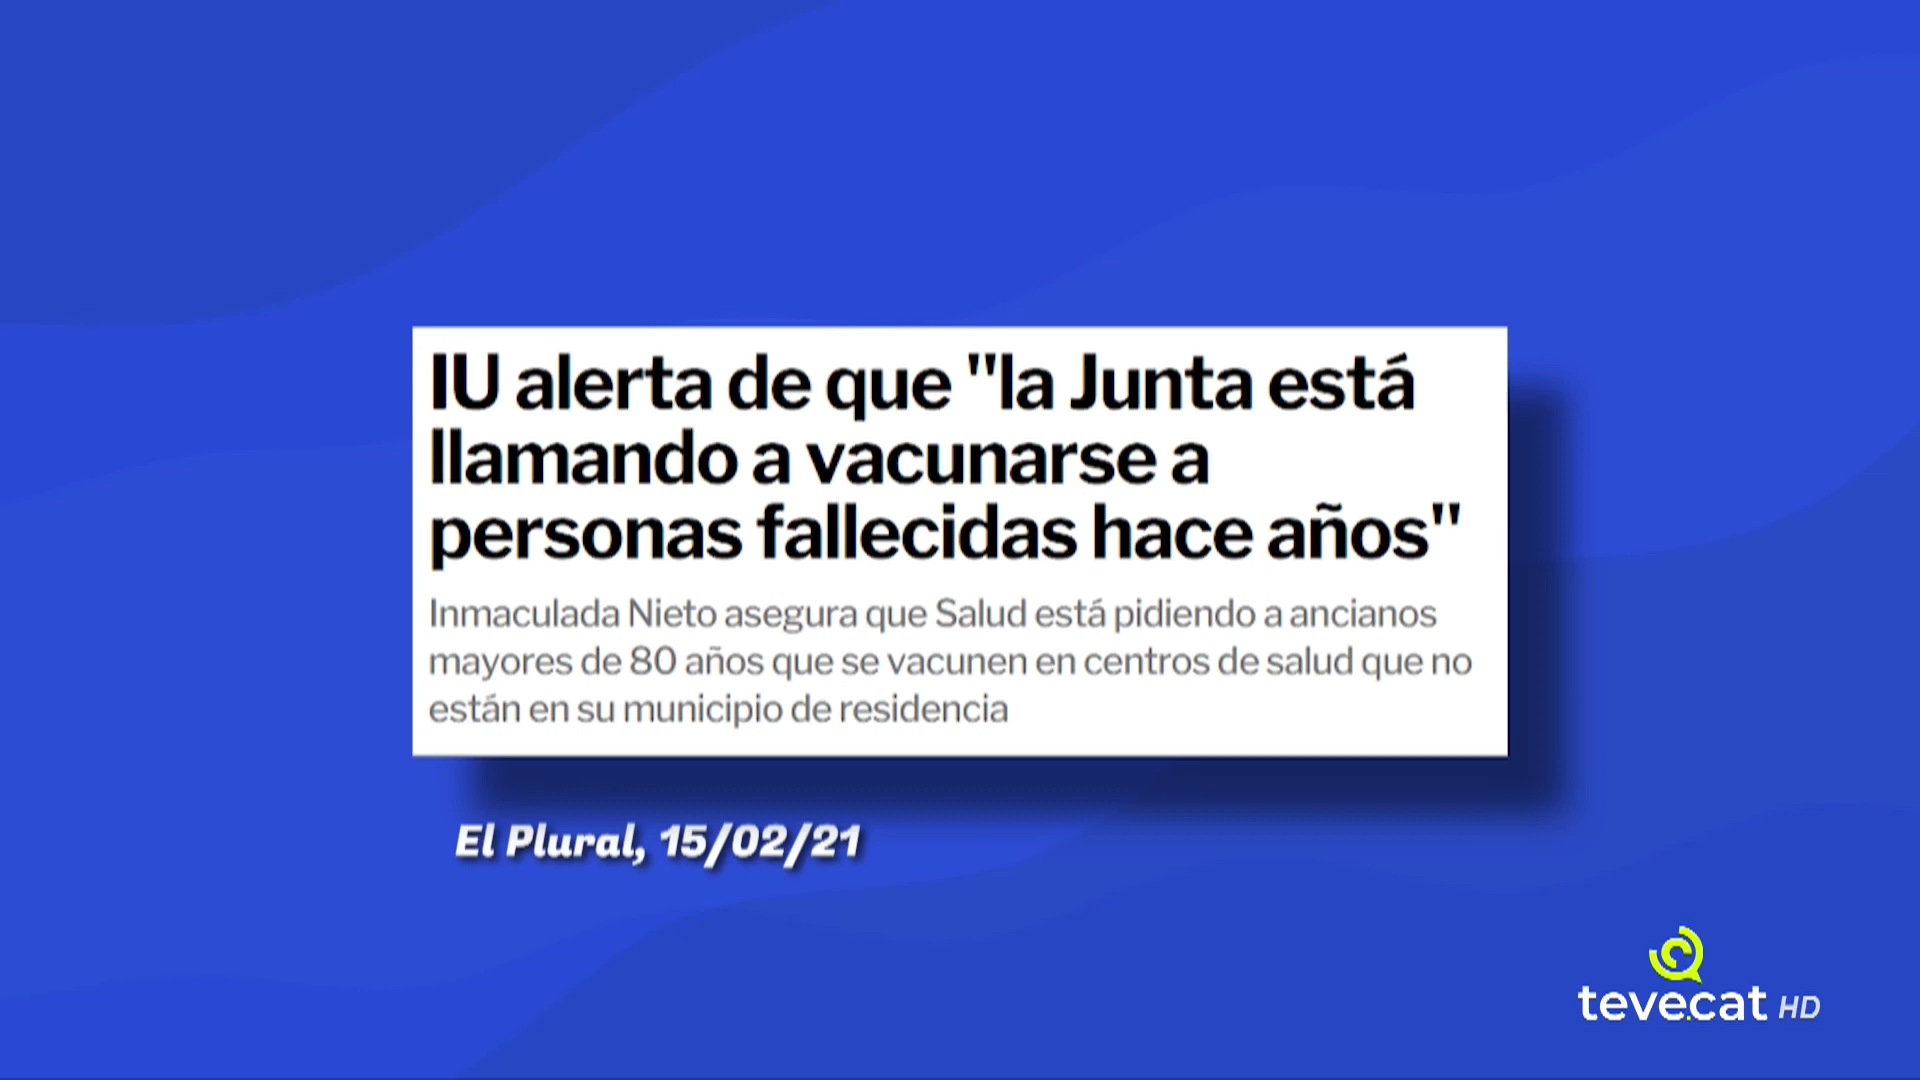 IU alerta de que "la Junta está
llamando a vacunarse a
personas fallecidas hace años"
Inmaculada Nieto asegura que Salud está pidiendo a ancianos
mayores de 80 años que se vacunen en centros de salud que no
están en su municipio de residencia
El Plural, 15/02/21
teve.cat HD